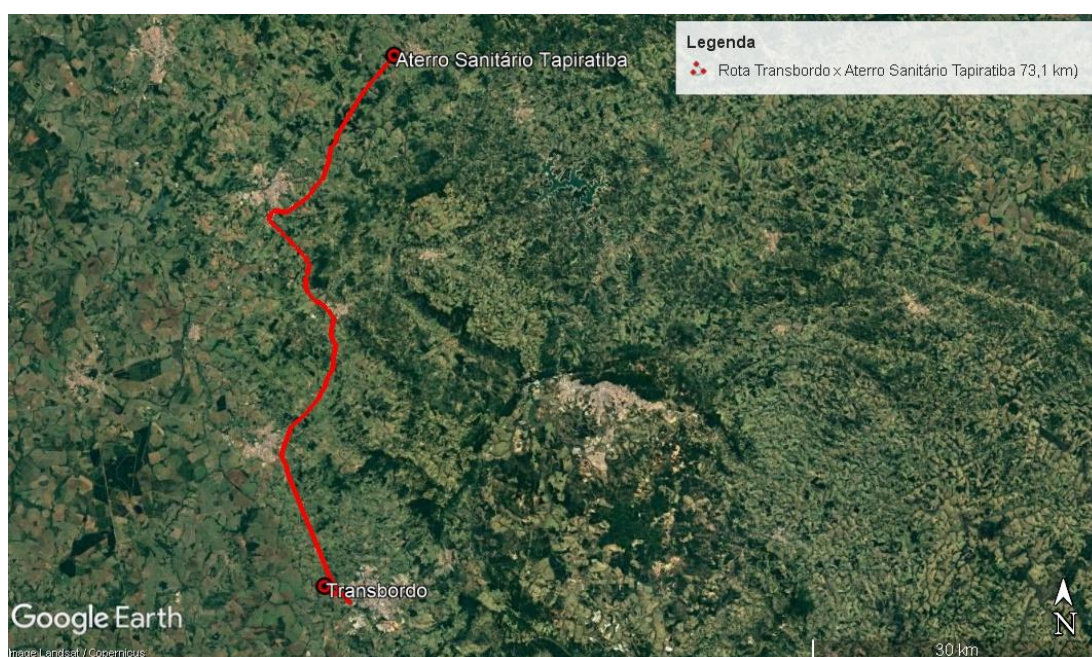 Legenda
Rota Transbordo x Aterro Sanitário Tapiratiba 73,1 km)
Aterro Sanitário Tapiratiba
Transbordo
Google Earth
N
Image Landsat / Copernicus
30 km